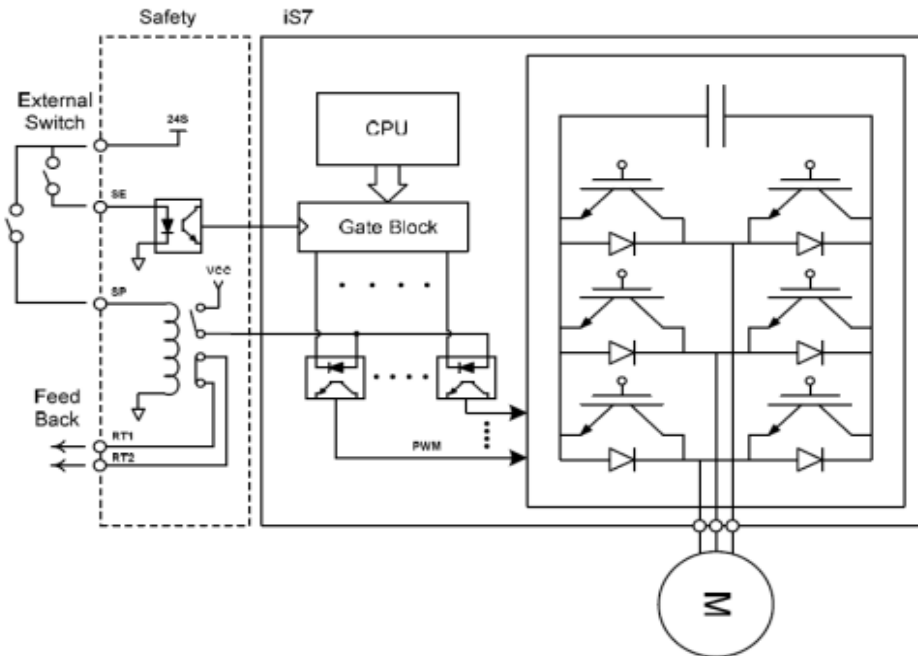 Safety
iS7
External
Switch
24S
CPU
SE
Gate Block
VCC
SP
Feed
Back
RT1
RT2
PWM
M